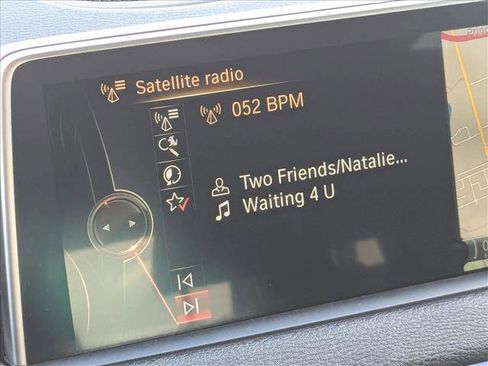 Satellite radio
052 BPM
Two Friends/Natalie...
Waiting 4 U